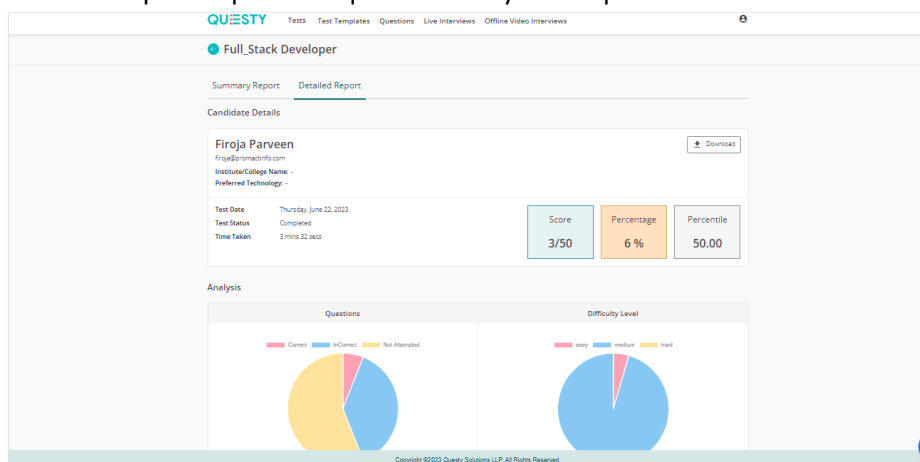 QUESTY Tests Test Templates Questions Live Interviews Offline Video Interviews
Full_Stack Developer
Summary Report Detailed Report
Candidate Details
Firoja Parveen
Download
firoja@promactinfo.com
Institute/College Name: -
Preferred Technology: -
Test Date Thursday, June 22, 2023
Test Status Completed
Time Taken 3 mins 32 secs
Score Percentage Percentile
3/50 6 % 50.00
Analysis
Questions Difficulty Level
Correct InCorrect Not Attempted easy medium hard
Copyright ©2023 Questy Solutions LLP. All Rights Reserved.